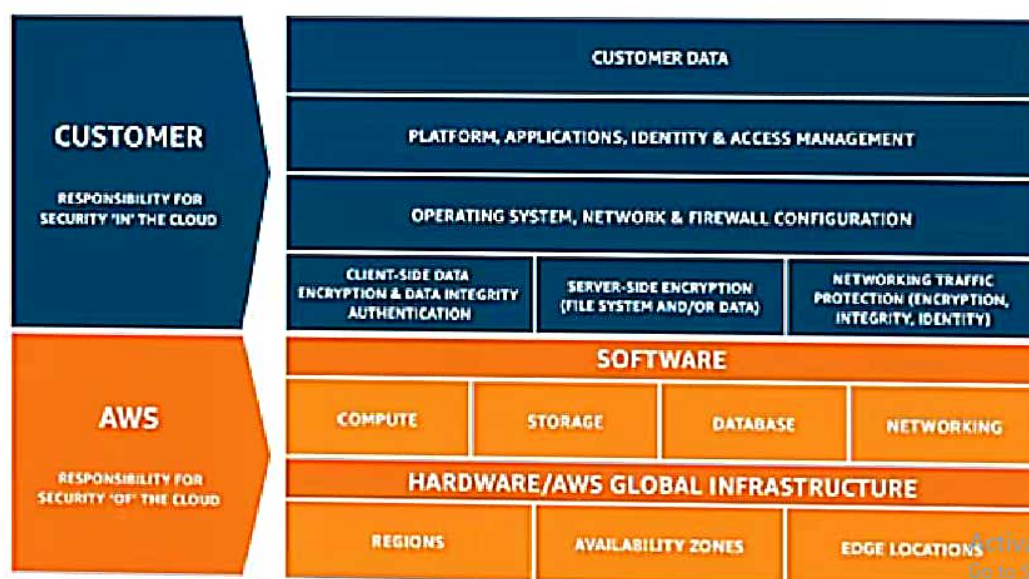 CUSTOMER
RESPONSIBILITY FOR
SECURITY 'IN' THE CLOUD
CUSTOMER DATA
PLATFORM, APPLICATIONS, IDENTITY & ACCESS MANAGEMENT
OPERATING SYSTEM, NETWORK & FIREWALL CONFIGURATION
CLIENT-SIDE DATA
ENCRYPTION & DATA INTEGRITY
AUTHENTICATION
SERVER-SIDE ENCRYPTION
(FILE SYSTEM AND/OR DATA)
NETWORKING TRAFFIC
PROTECTION (ENCRYPTION,
INTEGRITY, IDENTITY)
AWS
RESPONSIBILITY FOR
SECURITY 'OF' THE CLOUD
SOFTWARE
COMPUTE
STORAGE
DATABASE
NETWORKING
HARDWARE/AWS GLOBAL INFRASTRUCTURE
REGIONS
AVAILABILITY ZONES
EDGE LOCATIONS
Go to